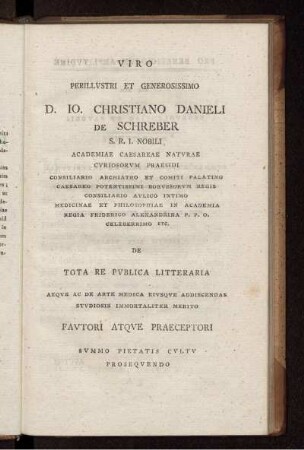 VIRO
PERILLVSTRI ET GENEROSISSIMO
D. IO. CHRISTIANO DANIELI
DE SCHREBER
S. R. I. NOBILI
ACADEMIAE CAESAREAE NATVRAE
CVRIOSORVM PRAESIDI
CONSILIARIO ARCHIATRO ET COMITI PALATINO
CAESAREO POTENTISSIMI BORVSSORVM REGIS
CONSILIARIO AVLICO INTIMO
MEDICINAE ET PHILOSOPHIAE IN ACADEMIA
REGIA FRIDERICO ALEXANDRINA P. P. O.
CELEBERRIMO ETC.
DE
TOTA RE PVBLICA LITTERARIA
AEQVE AC DE ARTE MEDICA EIVSQVE ADDISCENDAE
STVDIOSIS IMMORTALITER MERITO
FAVTORI ATQVE PRAECEPTORI
SVMMO PIETATIS CVLTV
PROSEQVENDO